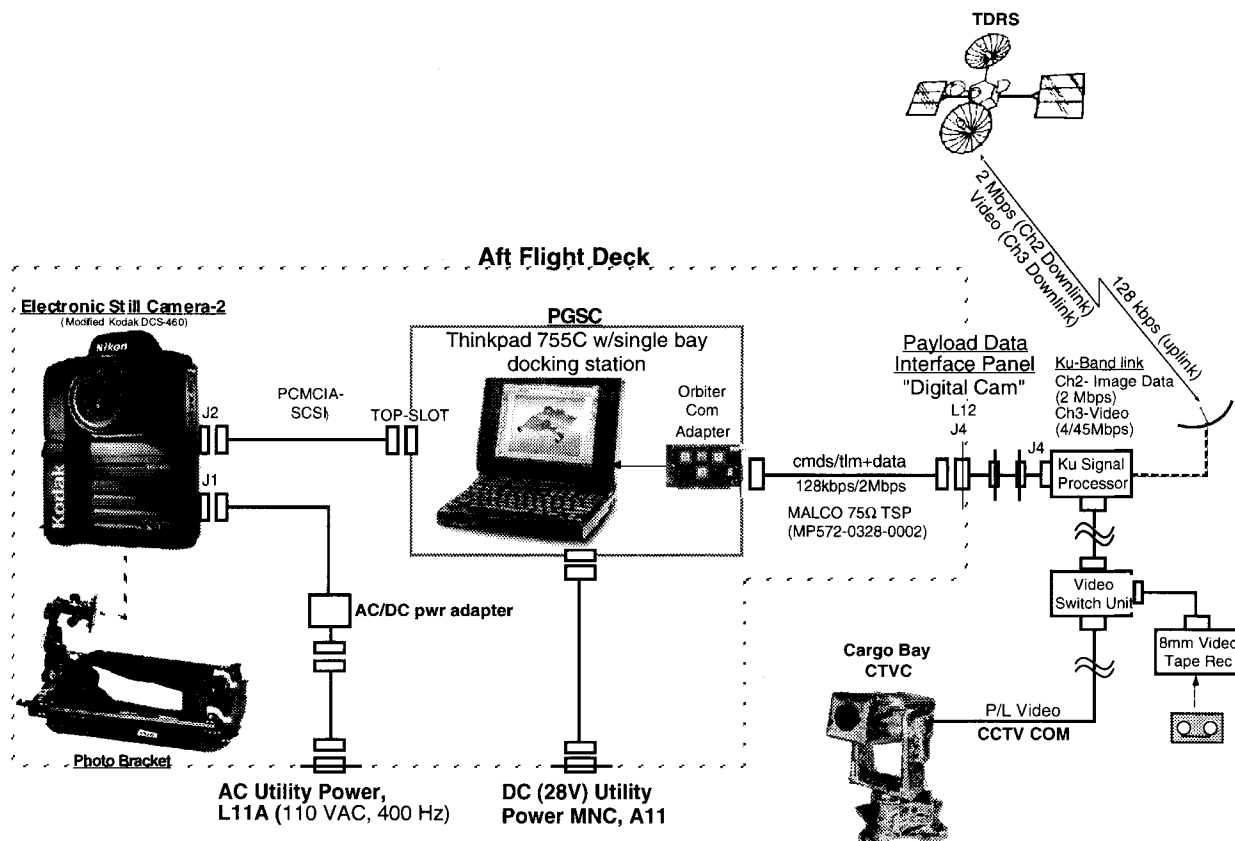 TDRS
2 Mbps (Ch2 Downlink)
Video (Ch3 Downlink)
128 kbps (uplink)
Aft Flight Deck
Electronic Still Camera-2
(Modified Kodak DCS-460)
Nikon
Kodak
J2
J1
PCMCIA-
SCSI
TOP-SLOT
PGSC
Thinkpad 755C w/single bay
docking station
Orbiter
Com
Adapter
Payload Data
Interface Panel
"Digital Cam"
L12
J4
cmds/tlm+data
128kbps/2Mbps
MALCO 75Ω TSP
(MP572-0328-0002)
Ku-Band link
Ch2- Image Data
(2 Mbps)
Ch3-Video
(4/45Mbps)
J4
Ku Signal
Processor
Video
Switch Unit
8mm Video
Tape Rec
AC/DC pwr adapter
Cargo Bay
CTVC
P/L Video
CCTV COM
Photo Bracket
AC Utility Power,
L11A (110 VAC, 400 Hz)
DC (28V) Utility
Power MNC, A11